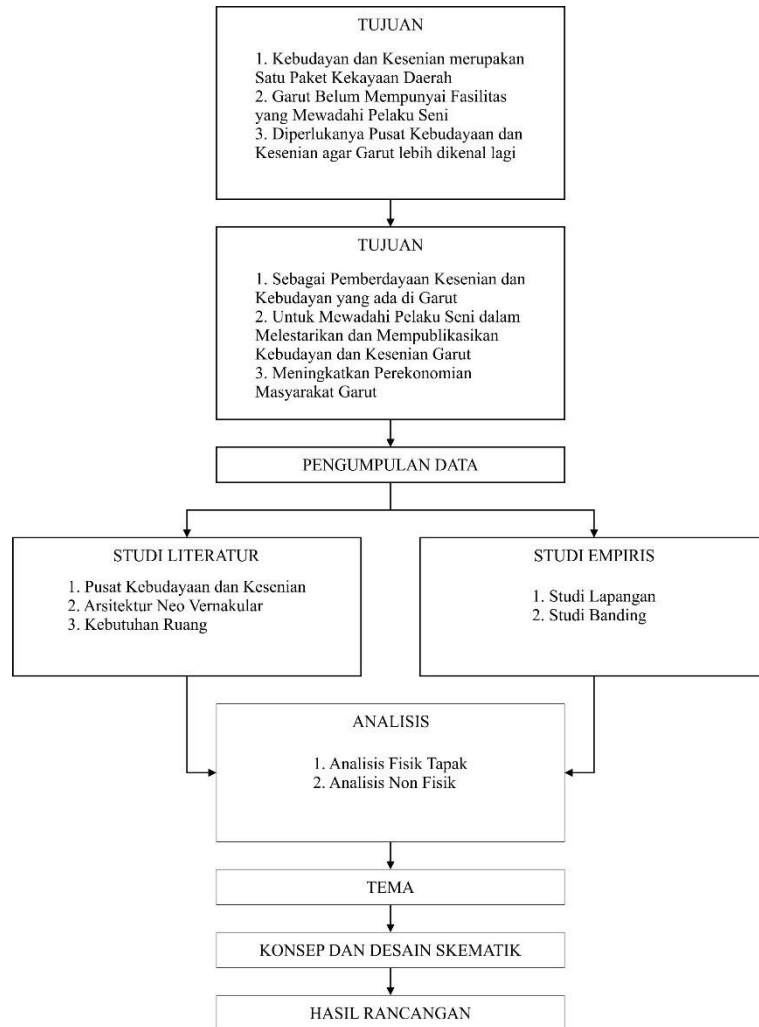 TUJUAN
1. Kebudayan dan Kesenian merupakan
Satu Paket Kekayaan Daerah
2. Garut Belum Mempunyai Fasilitas
yang Mewadahi Pelaku Seni
3. Diperlukanya Pusat Kebudayaan dan
Kesenian agar Garut lebih dikenal lagi
TUJUAN
1. Sebagai Pemberdayaan Kesenian dan
Kebudayan yang ada di Garut
2. Untuk Mewadahi Pelaku Seni dalam
Melestarikan dan Mempublikasikan
Kebudayan dan Kesenian Garut
3. Meningkatkan Perekonomian
Masyarakat Garut
PENGUMPULAN DATA
STUDI LITERATUR
1. Pusat Kebudayaan dan Kesenian
2. Arsitektur Neo Vernakular
3. Kebutuhan Ruang
STUDI EMPIRIS
1. Studi Lapangan
2. Studi Banding
ANALISIS
1. Analisis Fisik Tapak
2. Analisis Non Fisik
TEMA
KONSEP DAN DESAIN SKEMATIK
HASIL RANCANGAN